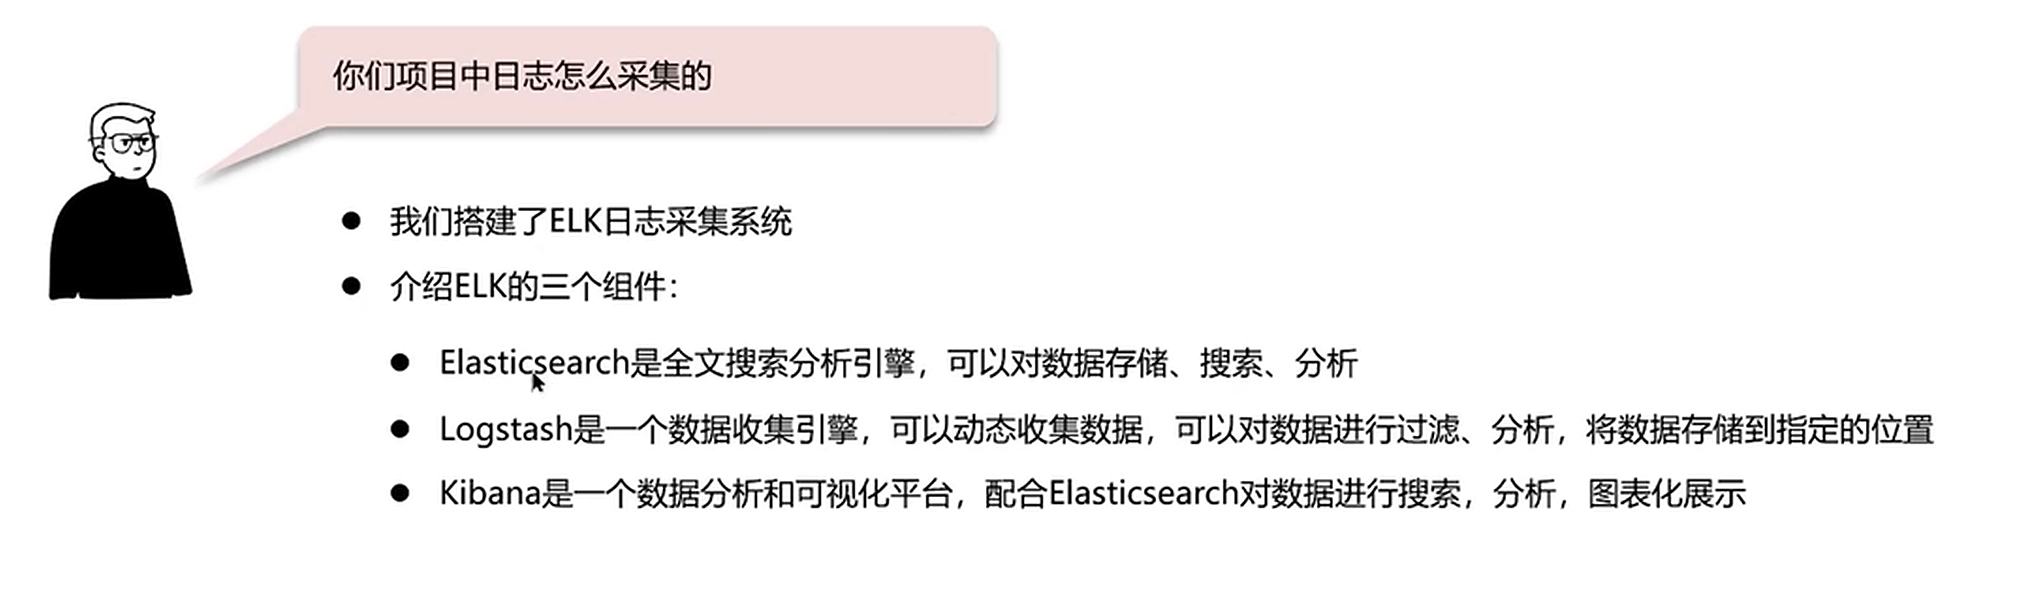 你们项目中日志怎么采集的
我们搭建了ELK日志采集系统
介绍ELK的三个组件：
Elasticsearch是全文搜索分析引擎，可以对数据存储、搜索、分析
Logstash是一个数据收集引擎，可以动态收集数据，可以对数据进行过滤、分析，将数据存储到指定的位置
Kibana是一个数据分析和可视化平台，配合Elasticsearch对数据进行搜索，分析，图表化展示